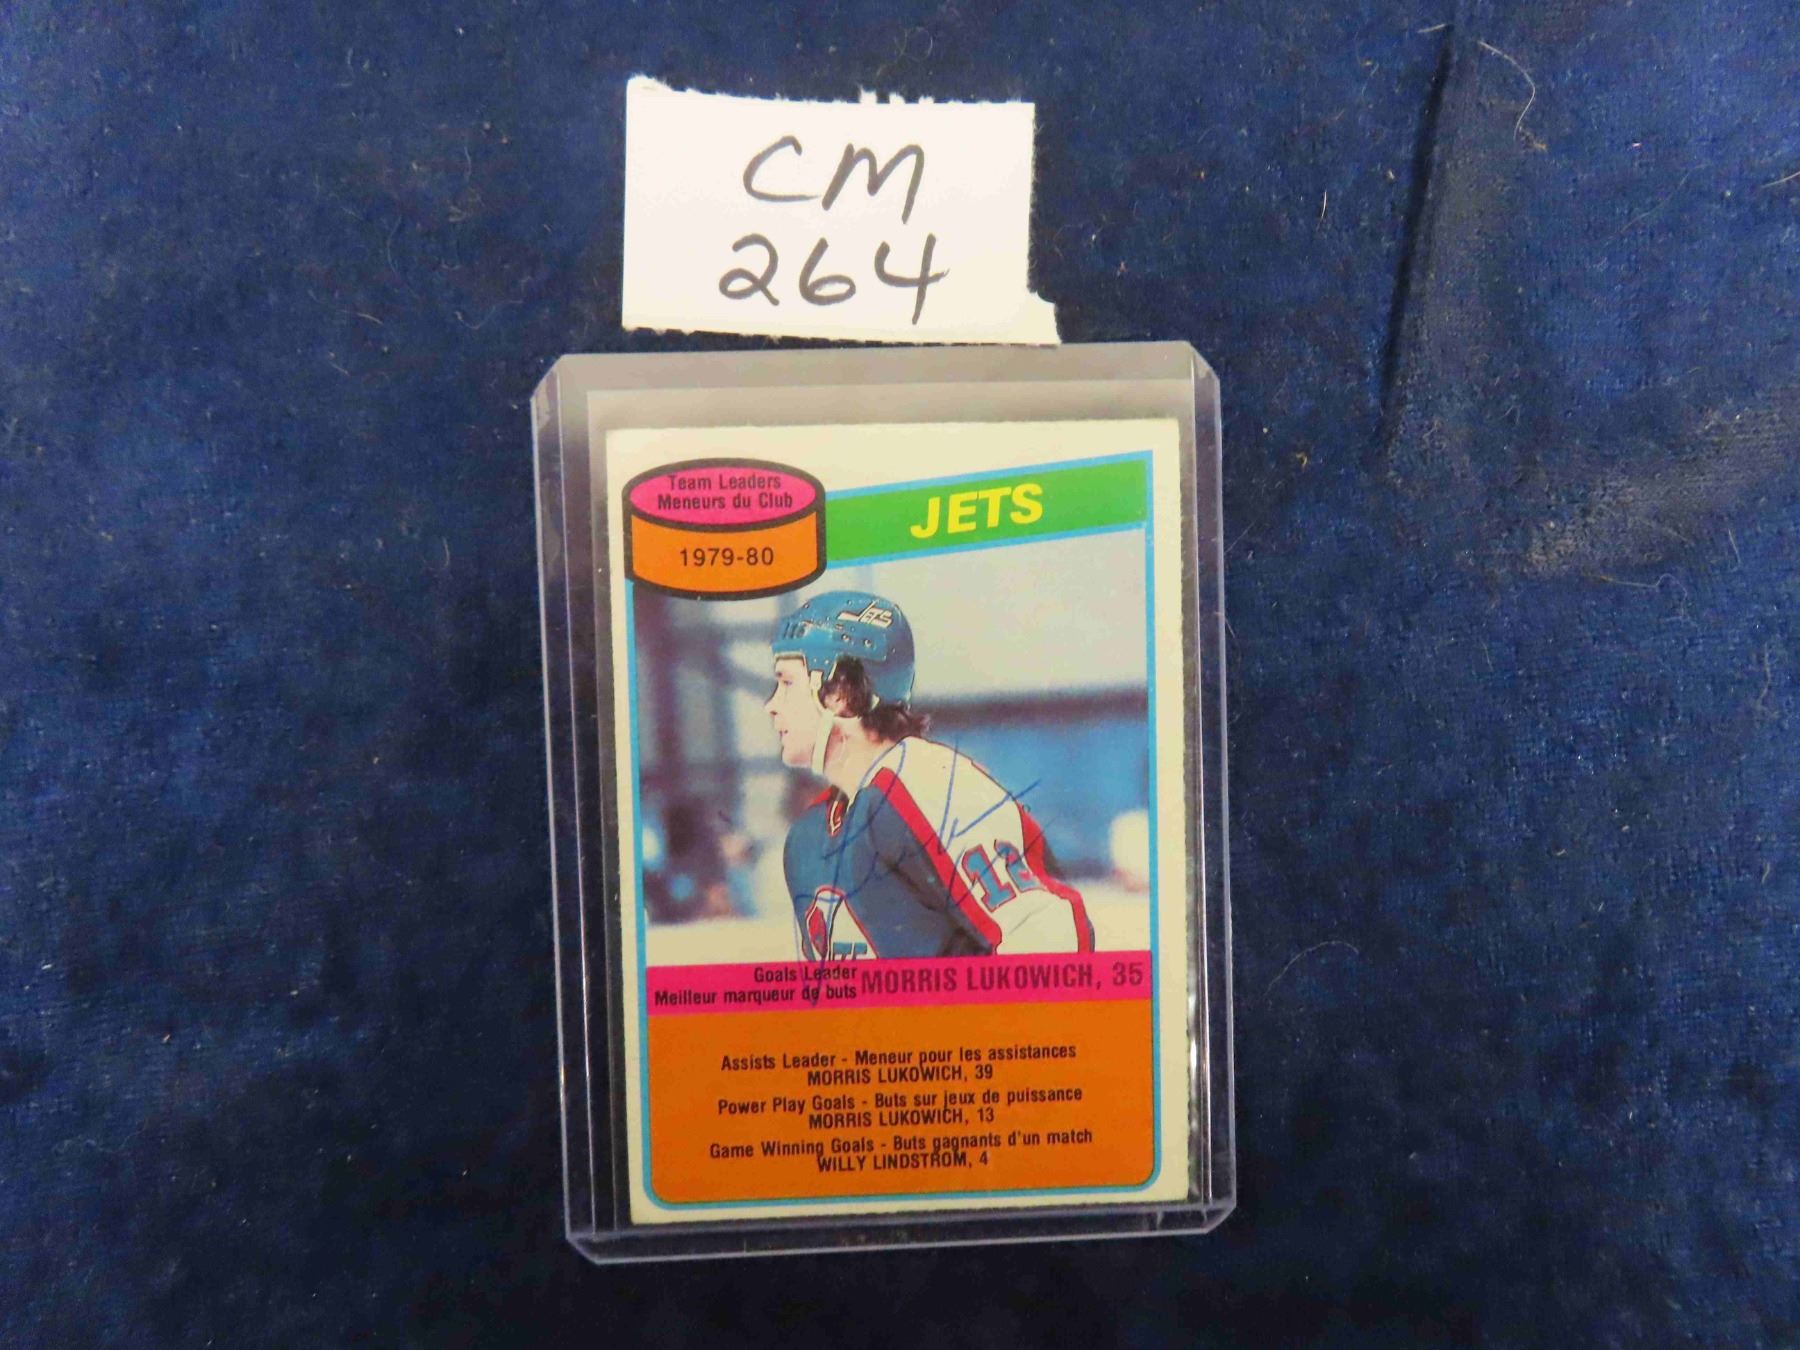 CM
264
Team Leaders
Meneurs du Club
1979-80
JETS
JETS
12
Goals Leader
Meilleur marqueur de buts
MORRIS LUKOWICH, 35
Assists Leader - Meneur pour les assistances
MORRIS LUKOWICH, 39
Power Play Goals - Buts sur jeux de puissance
MORRIS LUKOWICH, 13
Game Winning Goals - Buts gagnants d'un match
WILLY LINDSTROM, 4